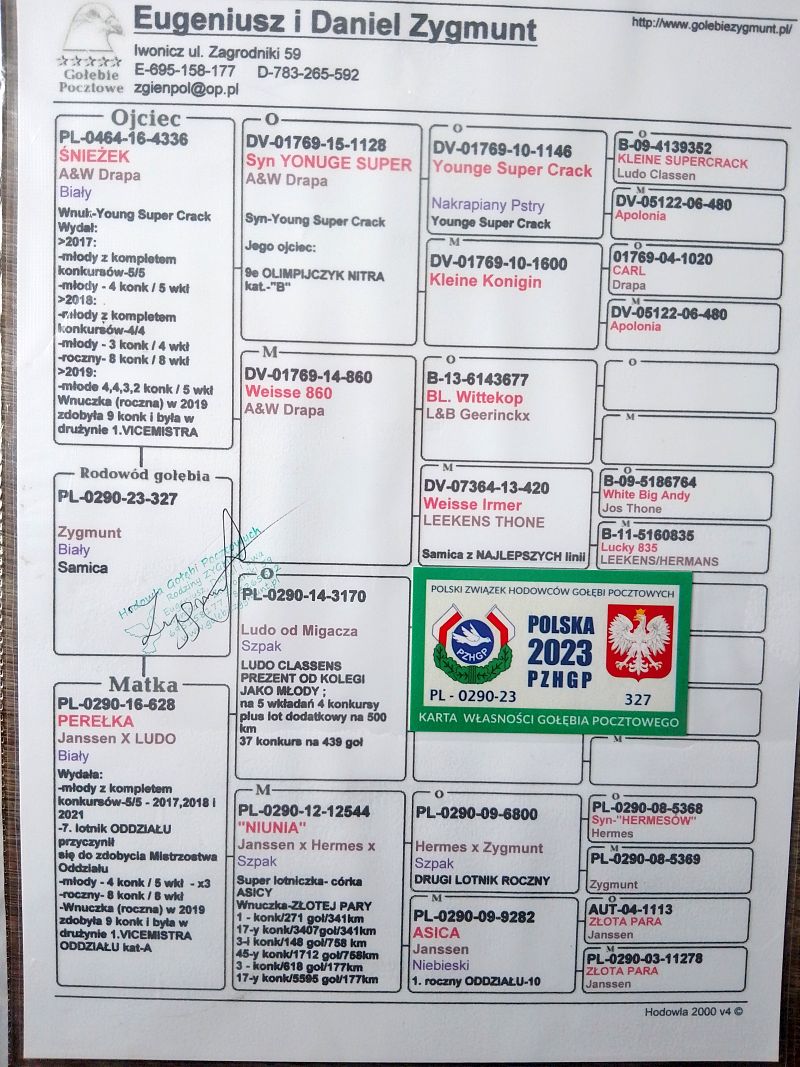 Eugeniusz i Daniel Zygmunt
http://www.golebiezygmunt.pl/
Iwonicz ul. Zagrodniki 59
E-695-158-177 D-783-265-592
zgienpol@op.pl
Gołębie
Pocztowe
Ojciec
PL-0464-16-4336
ŚNIEŻEK
A&W Drapa
Biały
Wnuk-Young Super Crack
Wydał:
>2017:
-młody z kompletem
konkursów-5/5
-młody - 4 konk / 5 wkł
>2018:
-młody z kompletem
konkursów-4/4
-młody - 3 konk / 4 wkł
-roczny- 8 konk / 8 wkł
>2019:
-młode 4,4,3,2 konk / 5 wkł
Wnuczka (roczna) w 2019
zdobyła 9 konk i była w
drużynie 1.VICEMISTRA
Rodowód gołębia
PL-0290-23-327
Zygmunt
Biały
Samica
Hodowla Gołębi Pocztowych
Matka
PL-0290-16-628
PEREŁKA
Janssen X LUDO
Biały
Wydała:
-młody z kompletem
konkursów-5/5 - 2017,2018 i
2021
-7. lotnik ODDZIAŁU
przyczynił
się do zdobycia Mistrzostwa
Oddziału
-młody - 4 konk / 5 wkł - x3
-roczny- 8 konk / 8 wkł
-Wnuczka (roczna) w 2019
zdobyła 9 konk i była w
drużynie 1.VICEMISTRA
ODDZIAŁU kat-A
O
DV-01769-15-1128
Syn YONUGE SUPER
A&W Drapa
Syn-Young Super Crack
Jego ojciec:
9e OLIMPIJCZYK NITRA
kat.-"B"
M
DV-01769-14-860
Weisse 860
A&W Drapa
PL-0290-14-3170
Ludo od Migacza
Szpak
LUDO CLASSENS
PREZENT OD KOLEGI
JAKO MŁODY ;
na 5 wkładań 4 konkursy
plus lot dodatkowy na 500
km
37 konkurs na 439 goł
M
PL-0290-12-12544
"NIUNIA"
Janssen x Hermes x
Szpak
Super lotniczka- córka
ASICY
Wnuczka-ZŁOTEJ PARY
1 - konk/271 goł/341km
17-y konk/3407goł/341km
3-i konk/148 goł/758 km
45-y konk/1712 goł/758km
3 - konk/618 goł/177km
17-y konk/5595 goł/177km
O
DV-01769-10-1146
Younge Super Crack
Nakrapiany Pstry
Younge Super Crack
M
DV-01769-10-1600
Kleine Konigin
O
B-13-6143677
BL. Wittekop
L&B Geerinckx
M
DV-07364-13-420
Weisse Irmer
LEEKENS THONE
Samica z NAJLEPSZYCH linii
POLSKI ZWIĄZEK HODOWCÓW GOŁĘBI POCZTOWYCH
PZHGP
POLSKA
2023
PZHGP
PL - 0290-23
327
KARTA WŁASNOŚCI GOŁĘBIA POCZTOWEGO
O
PL-0290-09-6800
Hermes x Zygmunt
Szpak
DRUGI LOTNIK ROCZNY
M
PL-0290-09-9282
ASICA
Janssen
Niebieski
1. roczny ODDZIAŁU-10
O
B-09-4139352
KLEINE SUPERCRACK
Ludo Classen
M
DV-05122-06-480
Apolonia
O
01769-04-1020
CARL
Drapa
M
DV-05122-06-480
Apolonia
O
M
O
B-09-5186764
White Big Andy
Jos Thone
M
B-11-5160835
Lucky 835
LEEKENS/HERMANS
M
O
PL-0290-08-5368
Syn-"HERMESÓW"
Hermes
M
PL-0290-08-5369
Zygmunt
O
AUT-04-1113
ZŁOTA PARA
Janssen
M
PL-0290-03-11278
ZŁOTA PARA
Janssen
Hodowla 2000 v4 ©